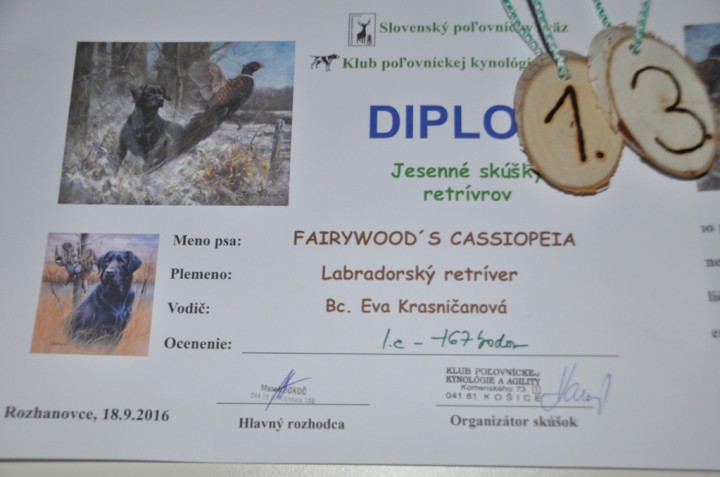 Slovenský poľovnícky zväz
Klub poľovníckej kynológie
DIPLO
1.
3.
Jesenné skúšky
retrívrov
Meno psa: FAIRYWOOD´S CASSIOPEIA
Plemeno: Labradorský retríver
Vodič: Bc. Eva Krasničanová
Ocenenie: I.c - 167 bodov
KLUB POĽOVNÍCKEJ
KYNOLÓGIE A AGILITY
Komenského 73
041 81 KOŠICE
Rozhanovce, 18.9.2016
Hlavný rozhodca
Organizátor skúšok